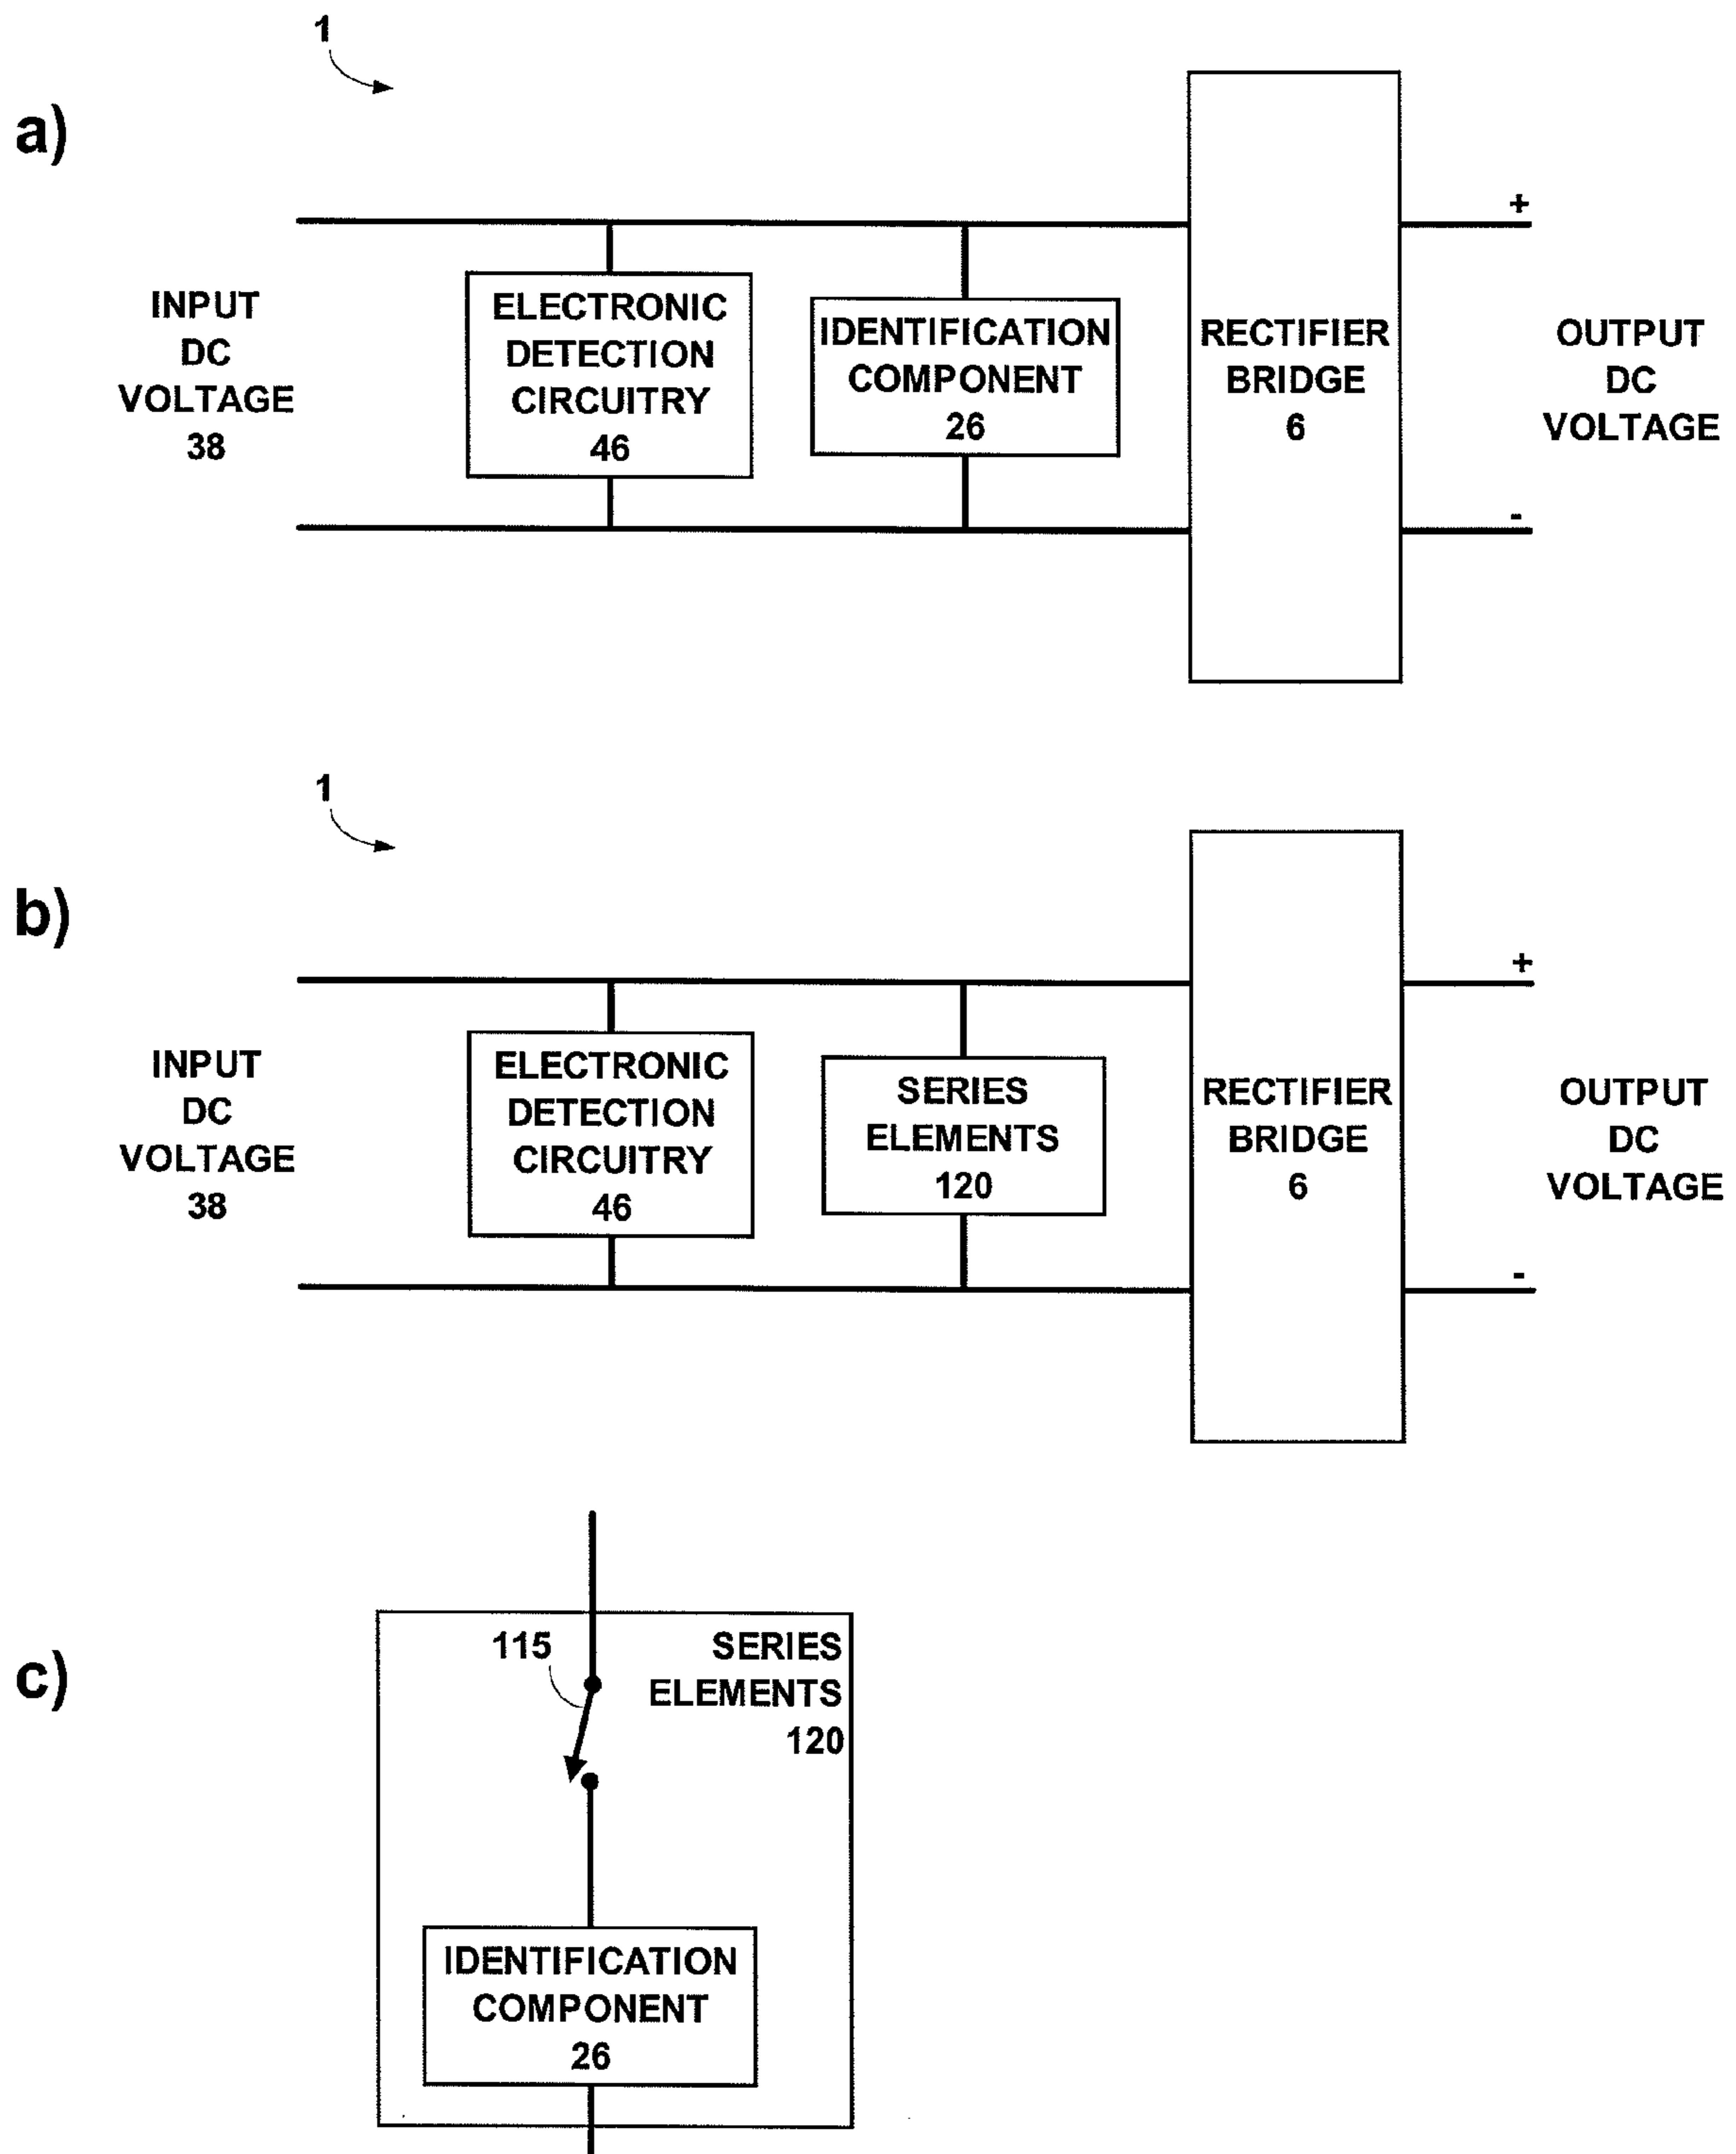 1
a)
INPUT
DC
VOLTAGE
38
ELECTRONIC
DETECTION
CIRCUITRY
46
IDENTIFICATION
COMPONENT
26
RECTIFIER
BRIDGE
6
+
-
OUTPUT
DC
VOLTAGE
1
b)
INPUT
DC
VOLTAGE
38
ELECTRONIC
DETECTION
CIRCUITRY
46
SERIES
ELEMENTS
120
RECTIFIER
BRIDGE
6
+
-
OUTPUT
DC
VOLTAGE
c)
115
SERIES
ELEMENTS
120
IDENTIFICATION
COMPONENT
26